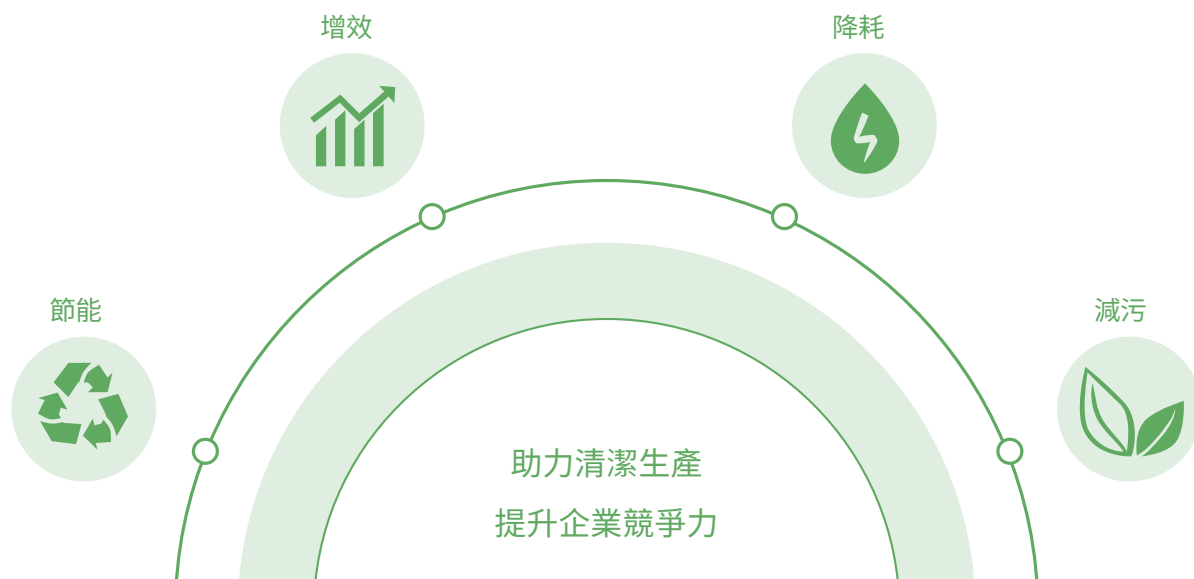 增效
降耗
節能
減污
助力清潔生產
提升企業競爭力